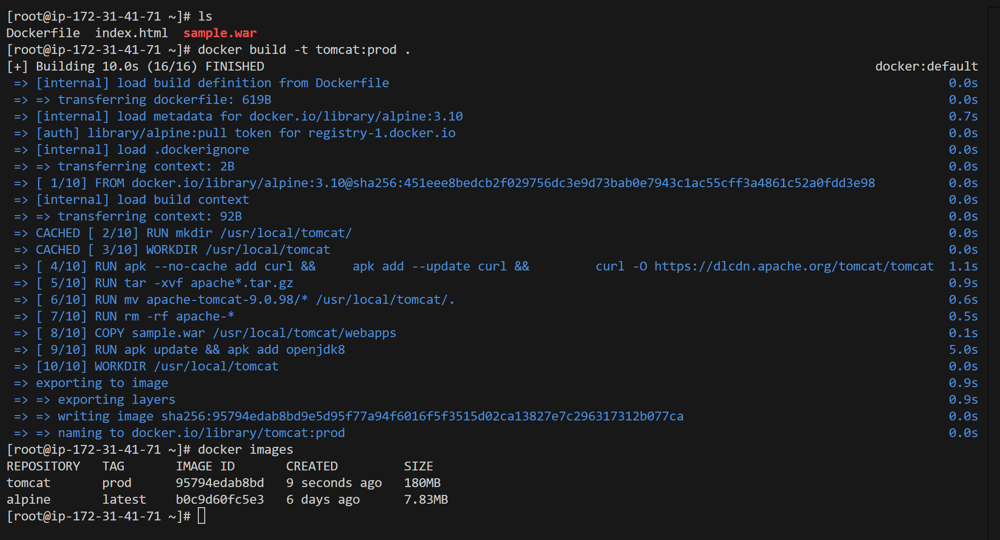 [root@ip-172-31-41-71 ~]# ls
Dockerfile  index.html  sample.war
[root@ip-172-31-41-71 ~]# docker build -t tomcat:prod .
[+] Building 10.0s (16/16) FINISHED docker:default
 => [internal] load build definition from Dockerfile 0.0s
 => => transferring dockerfile: 619B 0.0s
 => [internal] load metadata for docker.io/library/alpine:3.10 0.7s
 => [auth] library/alpine:pull token for registry-1.docker.io 0.0s
 => [internal] load .dockerignore 0.0s
 => => transferring context: 2B 0.0s
 => [ 1/10] FROM docker.io/library/alpine:3.10@sha256:451eee8bedcb2f029756dc3e9d73bab0e7943c1ac55cff3a4861c52a0fdd3e98 0.0s
 => [internal] load build context 0.0s
 => => transferring context: 92B 0.0s
 => CACHED [ 2/10] RUN mkdir /usr/local/tomcat/ 0.0s
 => CACHED [ 3/10] WORKDIR /usr/local/tomcat 0.0s
 => [ 4/10] RUN apk --no-cache add curl &&     apk add --update curl &&         curl -O https://dlcdn.apache.org/tomcat/tomcat 1.1s
 => [ 5/10] RUN tar -xvf apache*.tar.gz 0.9s
 => [ 6/10] RUN mv apache-tomcat-9.0.98/* /usr/local/tomcat/. 0.6s
 => [ 7/10] RUN rm -rf apache-* 0.5s
 => [ 8/10] COPY sample.war /usr/local/tomcat/webapps 0.1s
 => [ 9/10] RUN apk update && apk add openjdk8 5.0s
 => [10/10] WORKDIR /usr/local/tomcat 0.0s
 => exporting to image 0.9s
 => => exporting layers 0.9s
 => => writing image sha256:95794edab8bd9e5d95f77a94f6016f5f3515d02ca13827e7c296317312b077ca 0.0s
 => => naming to docker.io/library/tomcat:prod 0.0s
[root@ip-172-31-41-71 ~]# docker images
REPOSITORY   TAG       IMAGE ID       CREATED         SIZE
tomcat       prod      95794edab8bd   9 seconds ago   180MB
alpine       latest    b0c9d60fc5e3   6 days ago      7.83MB
[root@ip-172-31-41-71 ~]#